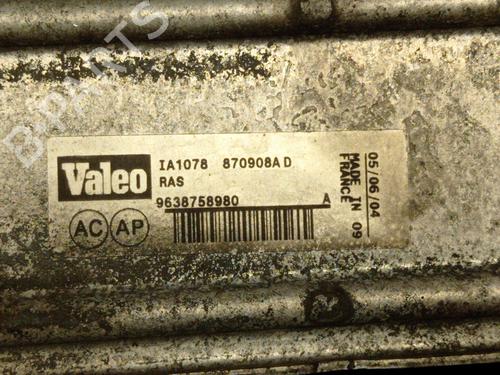 B-PARTS
Valeo
IA1078 870908A D
RAS
9638758980 A
AC AP
05/06/04
MADE IN 09
FRANCE